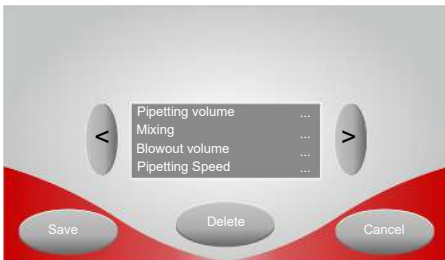 Pipetting volume ...
Mixing ...
< Blowout volume ... >
Pipetting Speed ...
Save Delete Cancel